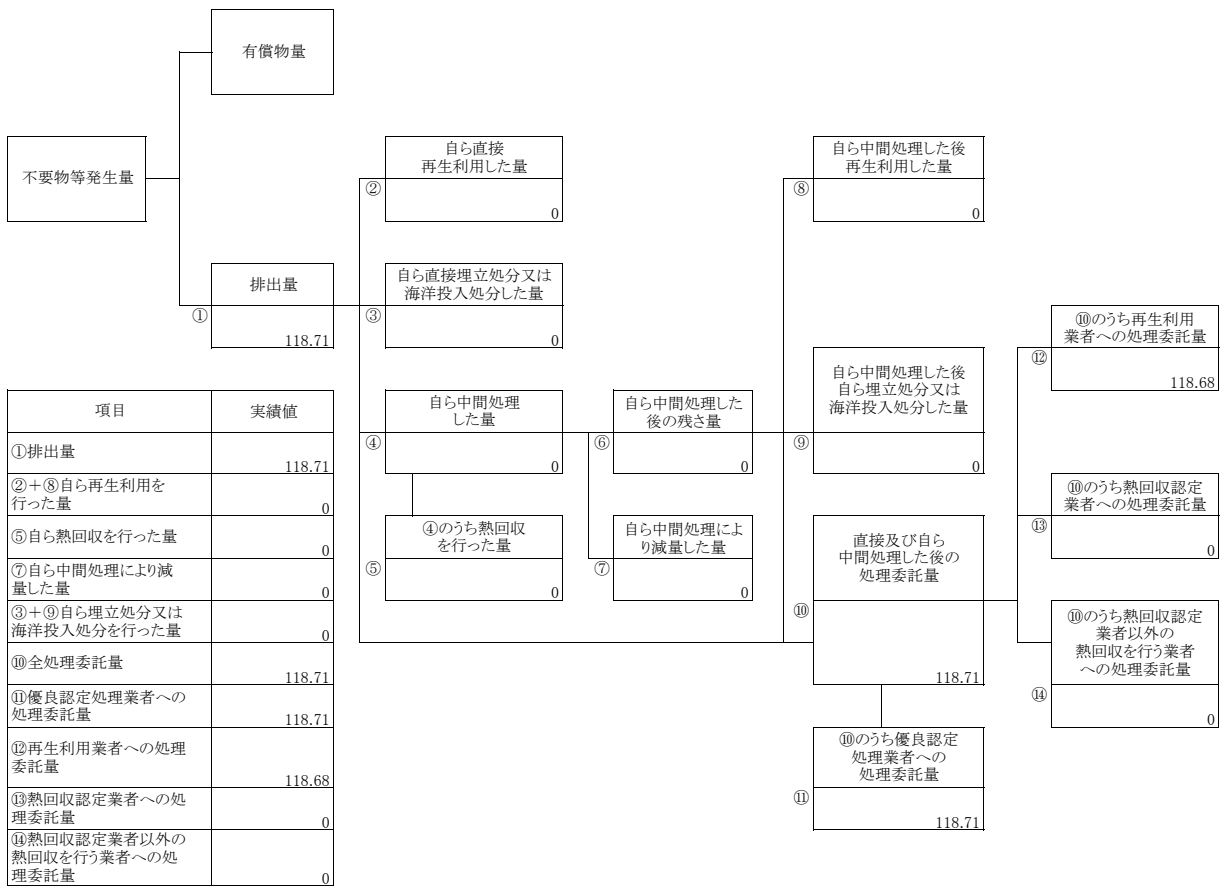 有償物量
不要物等発生量
排出量
①
118.71
自ら直接
再生利用した量
②
0
自ら直接埋立処分又は
海洋投入処分した量
③
0
自ら中間処理
した量
④
0
④のうち熱回収
を行った量
⑤
0
自ら中間処理した
後の残さ量
⑥
0
自ら中間処理によ
り減量した量
⑦
0
自ら中間処理した後
再生利用した量
⑧
0
自ら中間処理した後
自ら埋立処分又は
海洋投入処分した量
⑨
0
直接及び自ら
中間処理した後の
処理委託量
⑩
118.71
⑩のうち優良認定
処理業者への
処理委託量
⑪
118.71
⑩のうち再生利用
業者への処理委託量
⑫
118.68
⑩のうち熱回収認定
業者への処理委託量
⑬
0
⑩のうち熱回収認定
業者以外の
熱回収を行う業者
への処理委託量
⑭
0
項目 実績値
①排出量
118.71
②＋⑧自ら再生利用を
行った量
0
⑤自ら熱回収を行った量
0
⑦自ら中間処理により減
量した量
0
③＋⑨自ら埋立処分又は
海洋投入処分を行った量
0
⑩全処理委託量
118.71
⑪優良認定処理業者への
処理委託量
118.71
⑫再生利用業者への処理
委託量
118.68
⑬熱回収認定業者への処
理委託量
0
⑭熱回収認定業者以外の
熱回収を行う業者への処
理委託量
0